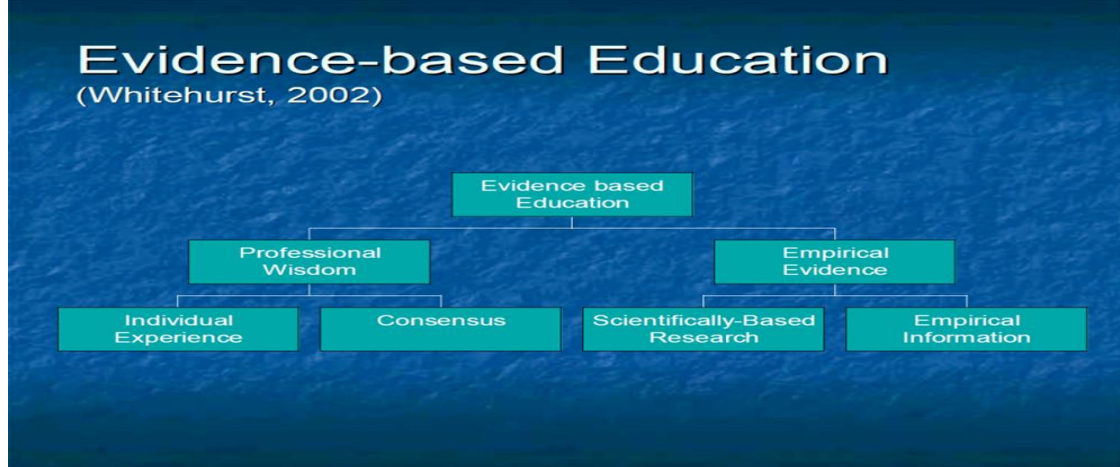 Evidence-based Education
(Whitehurst, 2002)
Evidence based
Education
Professional
Wisdom
Empirical
Evidence
Individual
Experience
Consensus
Scientifically-Based
Research
Empirical
Information